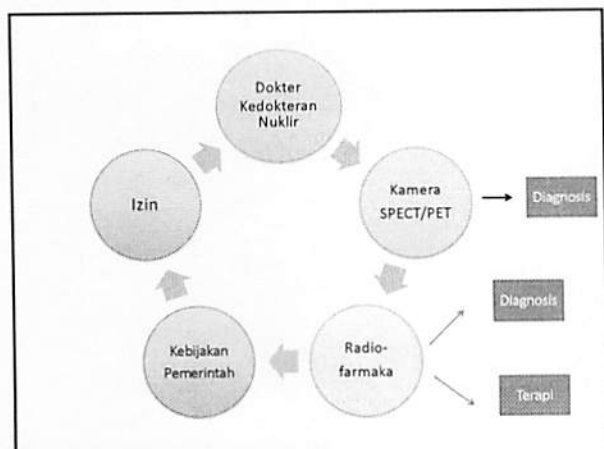 Dokter
Kedokteran
Nuklir
Kamera
SPECT/PET
Diagnosis
Izin
Diagnosis
Kebijakan
Pemerintah
Radio-
farmaka
Terapi